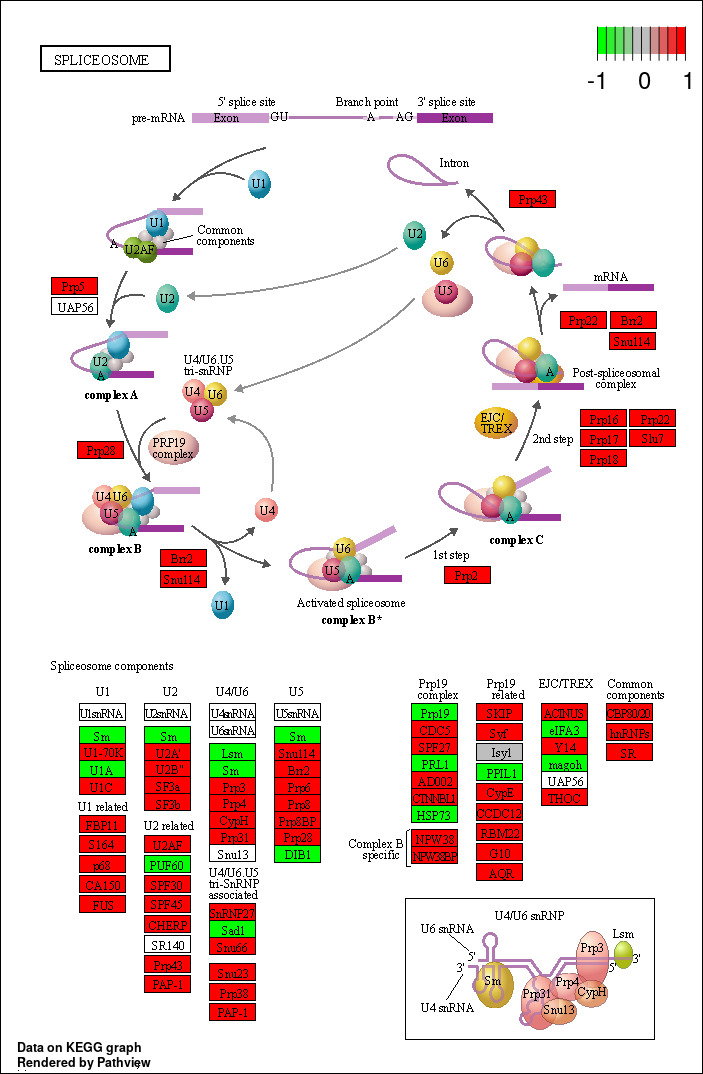 SPLICEOSOME
-1 0 1
5' splice site
Branch point
3' splice site
pre-mRNA
Exon
GU
A
AG
Exon
Intron
U1
Prp43
U1
U2AF
A
Common
components
U2
U6
U5
mRNA
Prp5
UAP56
U2
Prp22
Brr2
Snu114
U2
A
complex A
U4/U6.U5
tri-snRNP
U4
U6
U5
A
Post-spliceosomal
complex
EJC/
TREX
2nd step
Prp16
Prp22
Prp17
Slu7
Prp18
Prp28
PRP19
complex
U4
U6
U5
A
complex B
U4
U5
A
complex C
Brr2
Snu114
U1
U6
U5
A
1st step
Prp2
Activated spliceosome
complex B*
Spliceosome components
U1
U1snRNA
Sm
U1-70K
U1A
U1C
U1 related
FBP11
S164
p68
CA150
FUS
U2
U2snRNA
Sm
U2A'
U2B"
SF3a
SF3b
U2 related
U2AF
PUF60
SPF30
SPF45
CHERP
SR140
Prp43
PAP-1
U4/U6
U4snRNA
U6snRNA
Lsm
Sm
Prp3
Prp4
CypH
Prp31
Snu13
U4/U6.U5
tri-SnRNP
associated
SnRNP27
Sad1
Snu66
Snu23
Prp38
PAP-1
U5
U5snRNA
Sm
Snu114
Brr2
Prp6
Prp8
Prp8BP
Prp28
DIB1
Prp19
complex
Prp19
CDC5
SPF27
PRL1
AD002
CTNNBL1
HSP73
Complex B
specific
NPW38
NPW38BP
Prp19
related
SKIP
Syf
Isy1
PPIL1
CypE
CCDC12
RBM22
G10
AQR
EJC/TREX
ACINUS
eIFA3
Y14
magoh
UAP56
THOC
Common
components
CBP80/20
hnRNPs
SR
U4/U6 snRNP
U6 snRNA
5'
3'
U4 snRNA
Sm
Prp31
Prp4
Snu13
CypH
Prp3
Lsm
3'
5'
Data on KEGG graph
Rendered by Pathview